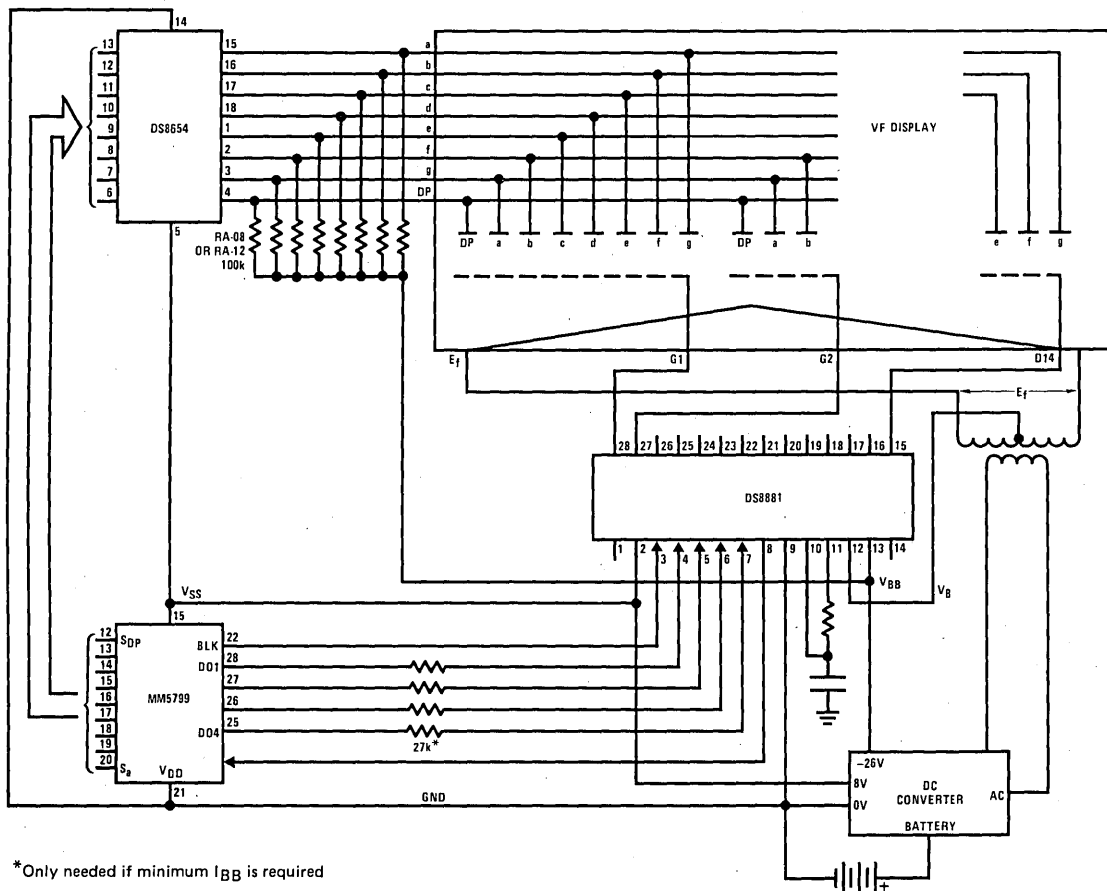 14
13
12
11
10
9
8
7
6
DS8654
15
16
17
18
1
2
3
4
5
a
b
c
d
e
f
g
DP
VF DISPLAY
RA-08
OR RA-12
100k
DP a b c d e f g DP a b e f g
Ef G1 G2 D14
Ef
28 27 26 25 24 23 22 21 20 19 18 17 16 15
DS8881
1 2 3 4 5 6 7 8 9 10 11 12 13 14
VBB
VB
VSS
15
12 SDP
13
14
15
16
17
18
19
20 Sa
MM5799
BLK 22
DO1 28
27
26
DO4 25
27k*
VDD
21
GND
-26V
8V
0V
DC
CONVERTER
AC
BATTERY
+
*Only needed if minimum IBB is required